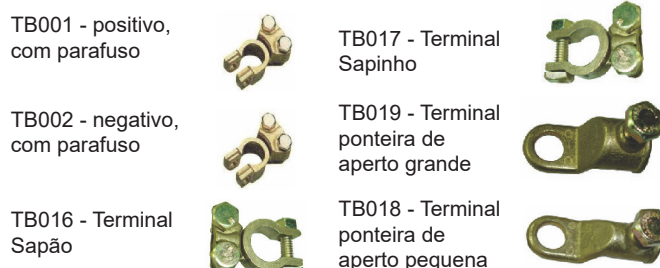 TB001 - positivo,
com parafuso
TB002 - negativo,
com parafuso
TB016 - Terminal
Sapão
TB017 - Terminal
Sapinho
TB019 - Terminal
ponteira de
aperto grande
TB018 - Terminal
ponteira de
aperto pequena